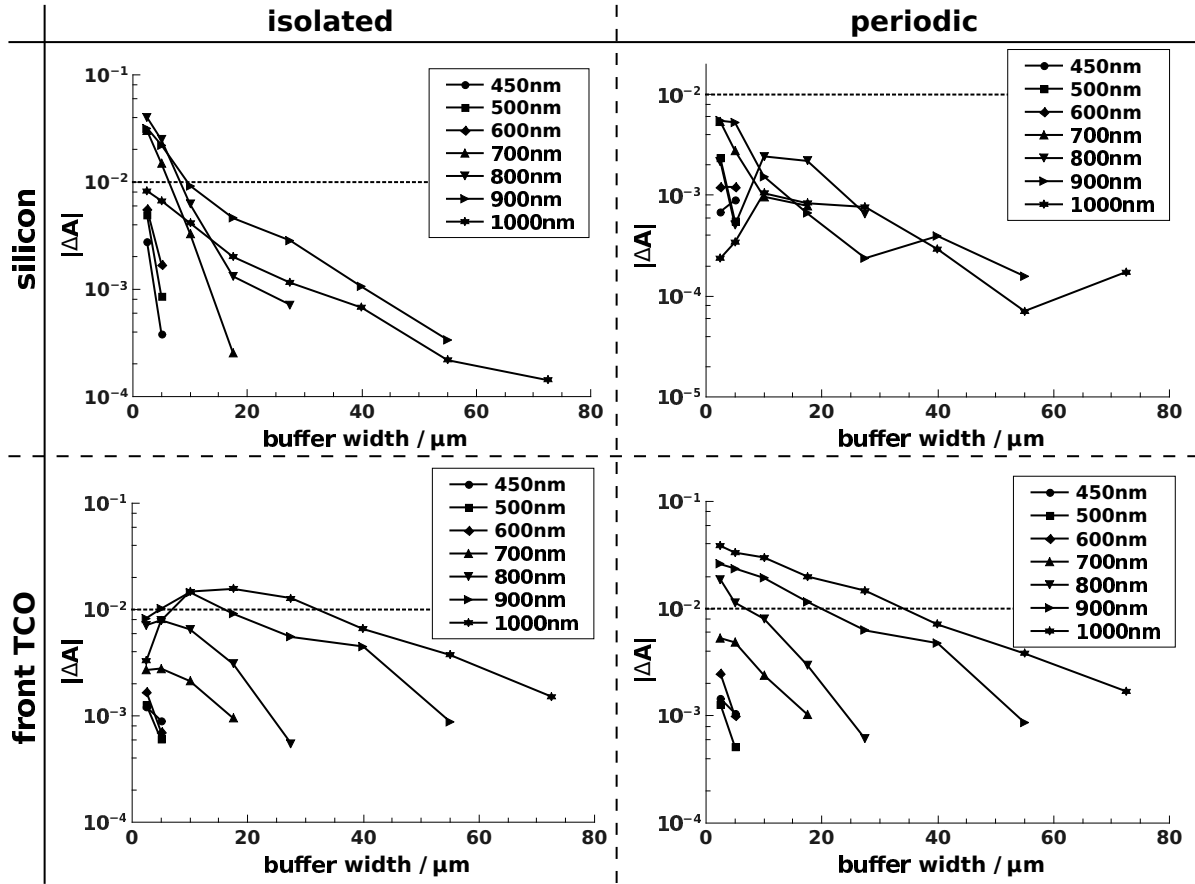 isolated
periodic
silicon
front TCO
10⁻¹
10⁻²
10⁻³
10⁻⁴
|ΔA|
0
20
40
60
80
buffer width / μm
450nm
500nm
600nm
700nm
800nm
900nm
1000nm
10⁻²
10⁻³
10⁻⁴
10⁻⁵
|ΔA|
0
20
40
60
80
buffer width / μm
450nm
500nm
600nm
700nm
800nm
900nm
1000nm
10⁻¹
10⁻²
10⁻³
10⁻⁴
|ΔA|
0
20
40
60
80
buffer width / μm
450nm
500nm
600nm
700nm
800nm
900nm
1000nm
10⁻¹
10⁻²
10⁻³
10⁻⁴
|ΔA|
0
20
40
60
80
buffer width / μm
450nm
500nm
600nm
700nm
800nm
900nm
1000nm